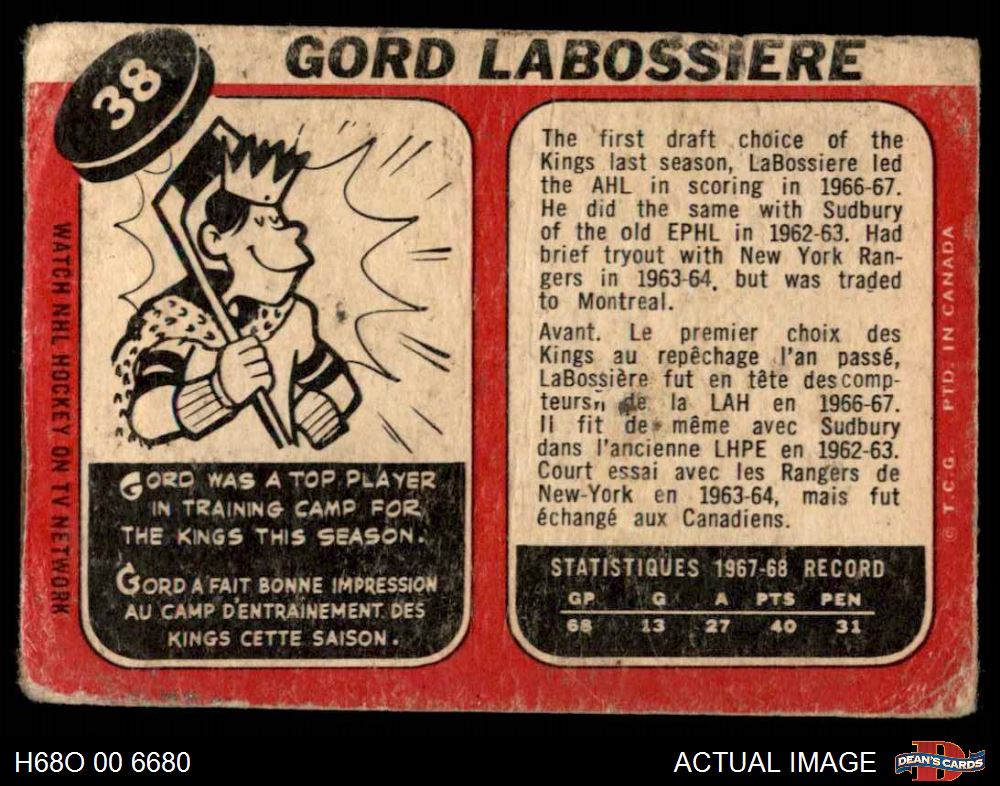 38
GORD LABOSSIERE
WATCH NHL HOCKEY ON TV NETWORK
GORD WAS A TOP PLAYER
IN TRAINING CAMP FOR
THE KINGS THIS SEASON.
GORD A FAIT BONNE IMPRESSION
AU CAMP D'ENTRAINEMENT DES
KINGS CETTE SAISON.
The first draft choice of the
Kings last season, LaBossiere led
the AHL in scoring in 1966-67.
He did the same with Sudbury
of the old EPHL in 1962-63. Had
brief tryout with New York Ran-
gers in 1963-64, but was traded
to Montreal.
Avant. Le premier choix des
Kings au repêchage l'an passé,
LaBossière fut en tête des comp-
teurs, de la LAH en 1966-67.
Il fit de même avec Sudbury
dans l'ancienne LHPE en 1962-63.
Court essai avec les Rangers de
New-York en 1963-64, mais fut
échangé aux Canadiens.
STATISTIQUES 1967-68 RECORD
GP G A PTS PEN
68 13 27 40 31
© T.C.G. PTD. IN CANADA
H68O 00 6680
ACTUAL IMAGE
D
DEAN'S CARDS